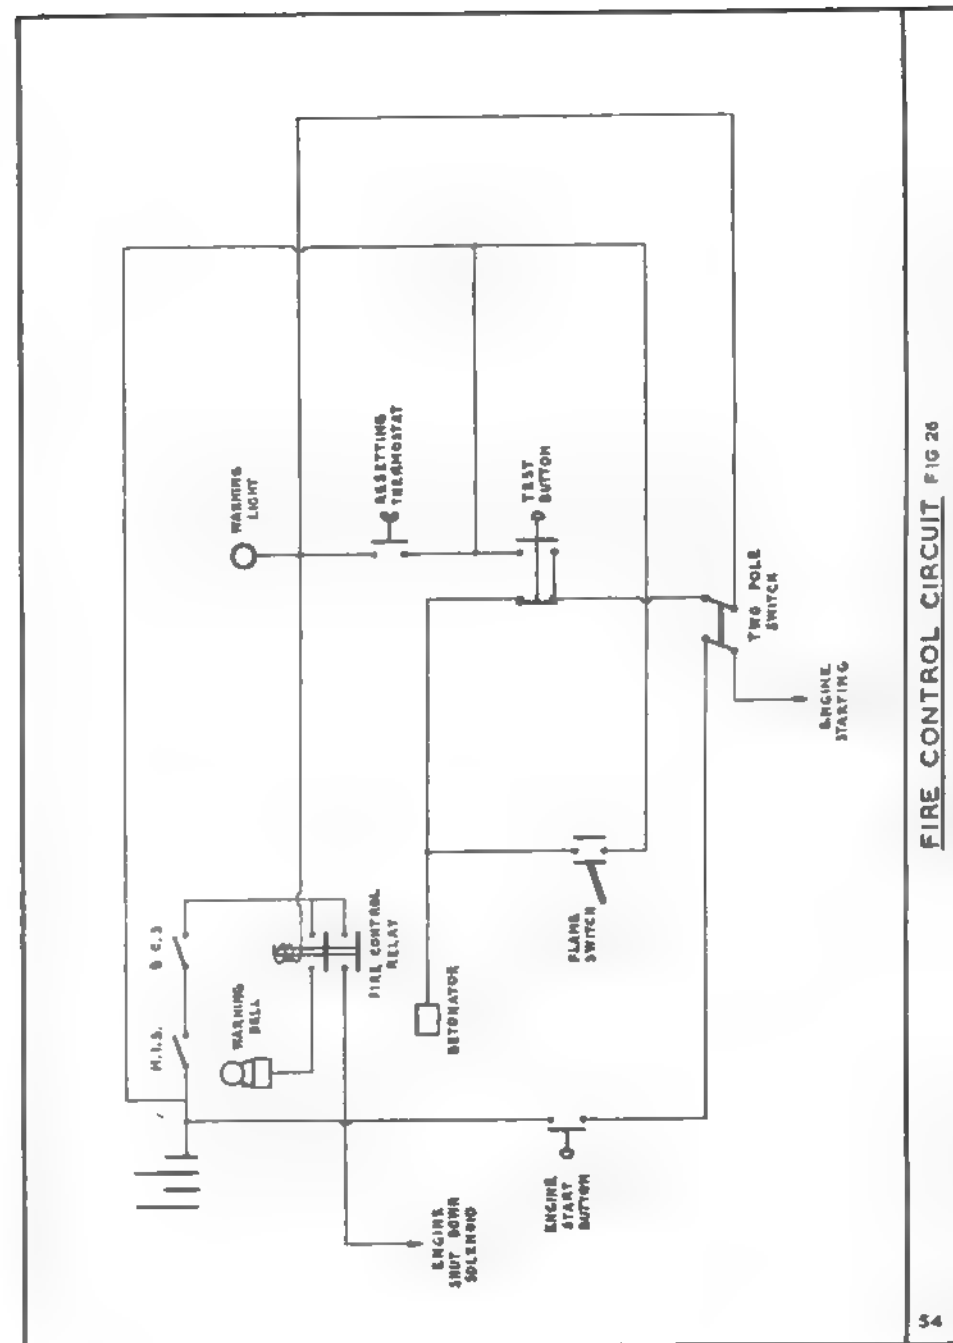 WARNING
LIGHT
RESETTING
THERMOSTAT
TEST
BUTTON
TWO POLE
SWITCH
ENGINE
STARTING
M.I.S.
WARNING
BELL
FIRE CONTROL
RELAY
DETONATOR
FLAME
SWITCH
ENGINE
SHUT DOWN
SOLENOID
ENGINE
START
BUTTON
FIRE CONTROL CIRCUIT FIG 26
54